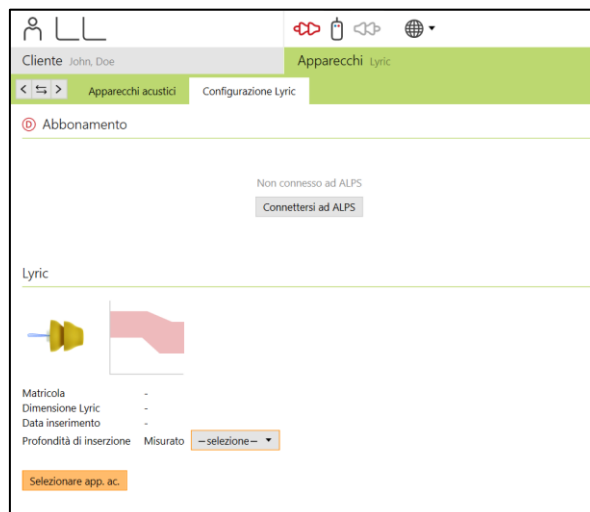 Cliente John, Doe
Apparecchi Lyric
Apparecchi acustici
Configurazione Lyric
D Abbonamento
Non connesso ad ALPS
Connettersi ad ALPS
Lyric
Matricola -
Dimensione Lyric -
Data inserimento -
Profondità di inserzione Misurato —selezione—
Selezionare app. ac.